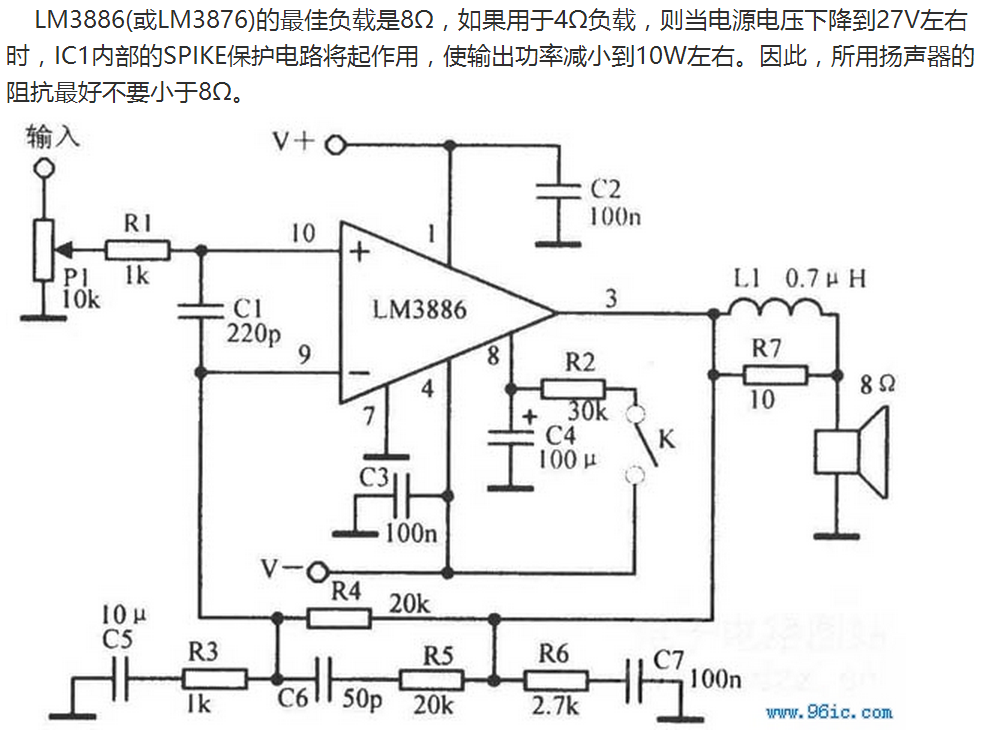 LM3886(或LM3876)的最佳负载是8Ω，如果用于4Ω负载，则当电源电压下降到27V左右
时，IC1内部的SPIKE保护电路将起作用，使输出功率减小到10W左右。因此，所用扬声器的
阻抗最好不要小于8Ω。
输入
V+
C2
100n
R1
1k
P1
10k
10
1
+
LM3886
3
L1 0.7μH
C1
220p
9
−
7
4
8
R2
30k
R7
10
8Ω
+
C4
100μ
K
C3
100n
V−
R4
20k
10μ
C5
R3
1k
C6
50p
R5
20k
R6
2.7k
C7
100n
www.96ic.com